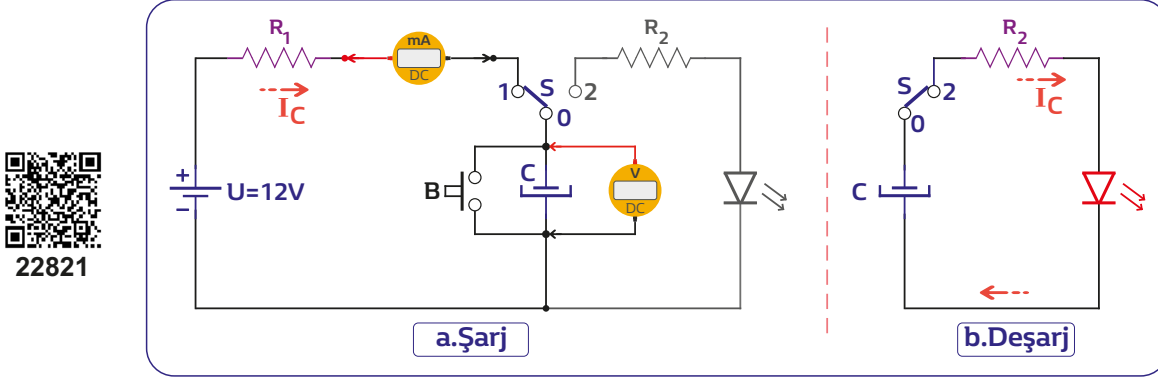 R1
mA
DC
IC
1
S
2
0
R2
+
−
U=12V
B
C
V
DC
a.Şarj
22821
S
2
0
R2
IC
C
b.Deşarj